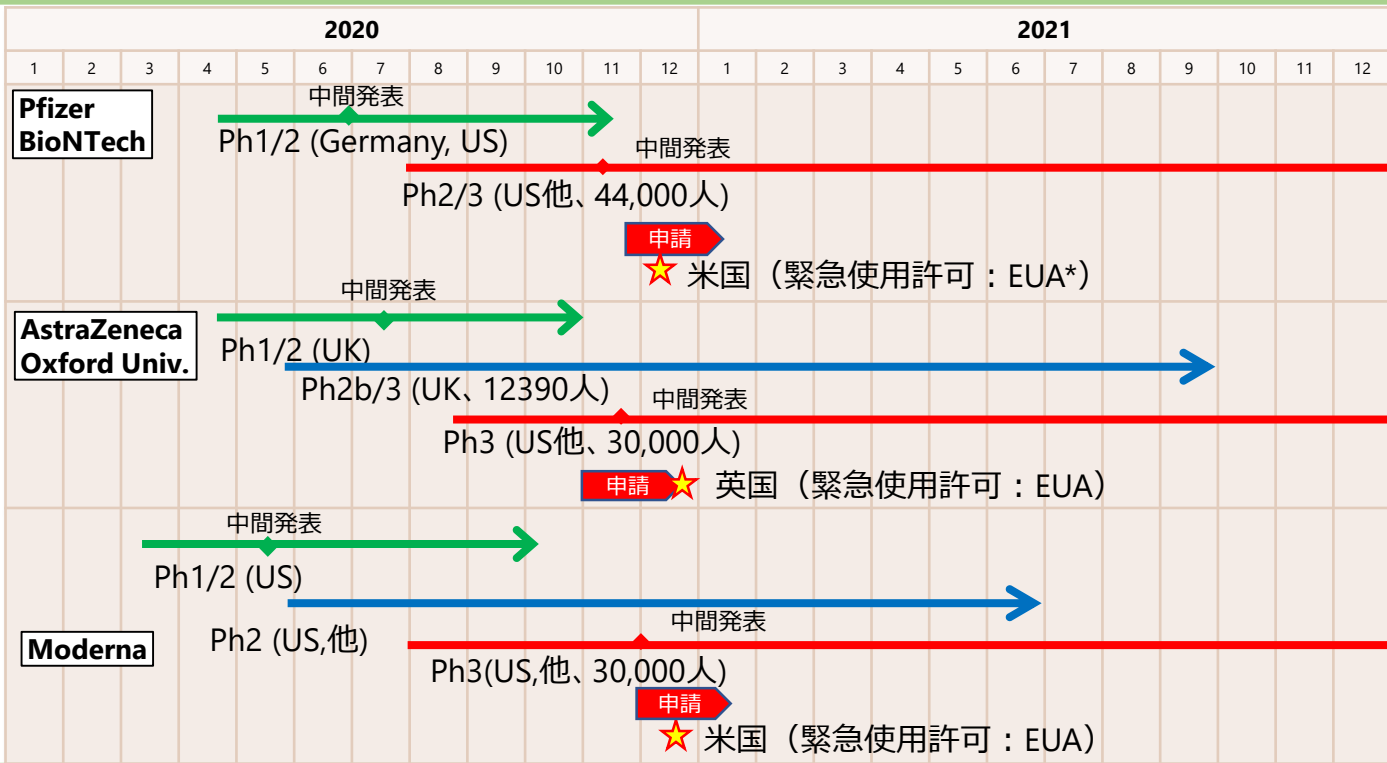 2020 2021
1 2 3 4 5 6 7 8 9 10 11 12 1 2 3 4 5 6 7 8 9 10 11 12
Pfizer
BioNTech
中間発表
Ph1/2 (Germany, US)
中間発表
Ph2/3 (US他、44,000人)
申請
米国（緊急使用許可：EUA*）
AstraZeneca
Oxford Univ.
中間発表
Ph1/2 (UK)
Ph2b/3 (UK、12390人)
中間発表
Ph3 (US他、30,000人)
申請
英国（緊急使用許可：EUA）
Moderna
中間発表
Ph1/2 (US)
Ph2 (US,他)
中間発表
Ph3(US,他、30,000人)
申請
米国（緊急使用許可：EUA）